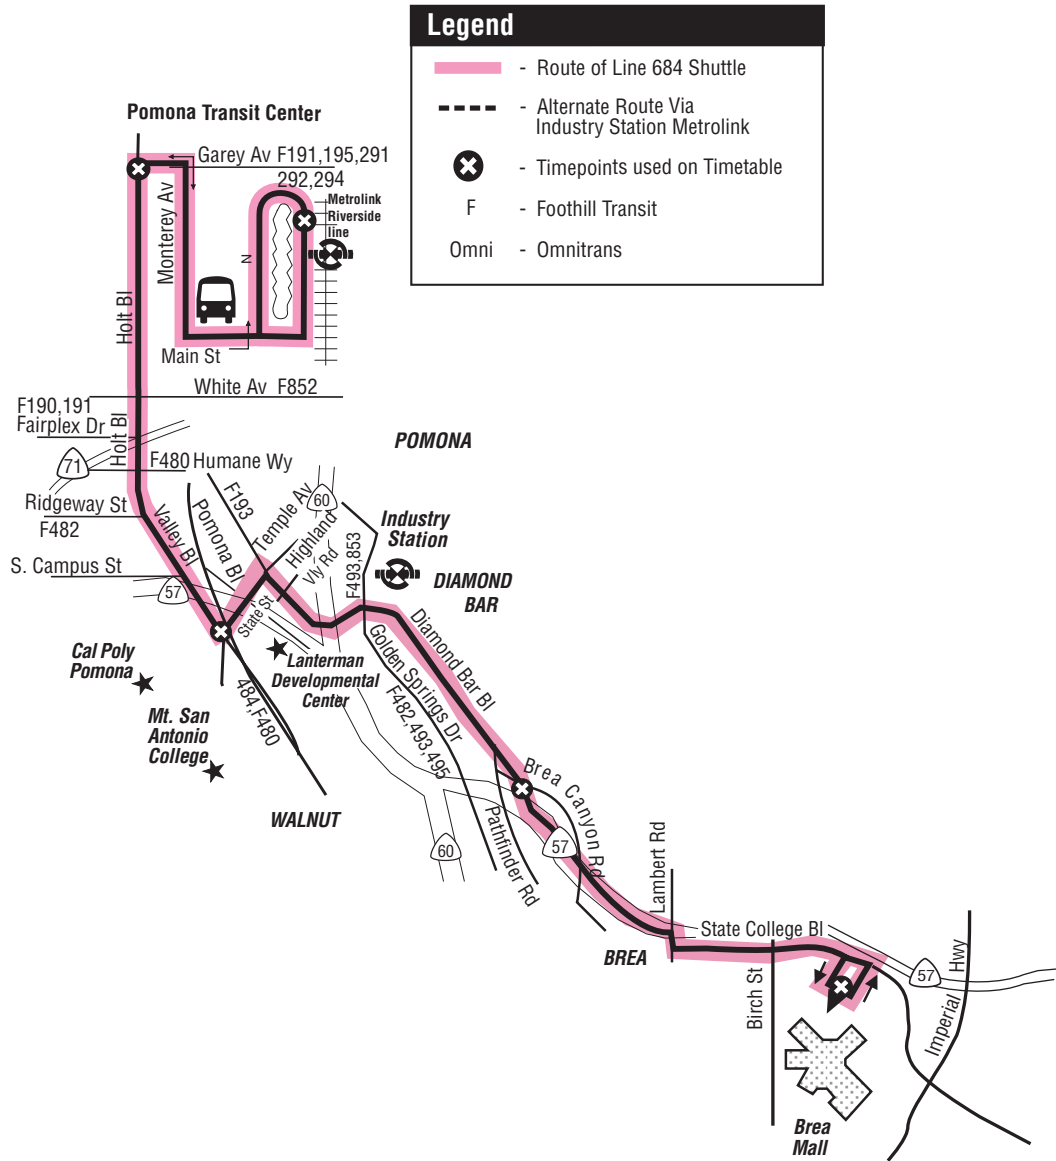 Legend
- Route of Line 684 Shuttle
- Alternate Route Via
Industry Station Metrolink
- Timepoints used on Timetable
F - Foothill Transit
Omni - Omnitrans
Pomona Transit Center
Garey Av F191,195,291
292,294
Metrolink
Riverside
line
Monterey Av
N
Holt Bl
Main St
White Av F852
F190,191
Fairplex Dr
Holt Bl
POMONA
71
F480 Humane Wy
F193
60
Ridgeway St
F482
Valley Bl
Pomona Bl
Temple Av
Highland
Vly Rd
F493,853
Industry
Station
S. Campus St
57
State St
DIAMOND
BAR
Cal Poly
Pomona
Lanterman
Developmental
Center
Golden Springs Dr
F482,493,495
Diamond Bar Bl
484,F480
Mt. San
Antonio
College
WALNUT
Brea Canyon Rd
Pathfinder Rd
60
57
Lambert Rd
BREA
State College Bl
57
Birch St
Imperial Hwy
Brea
Mall